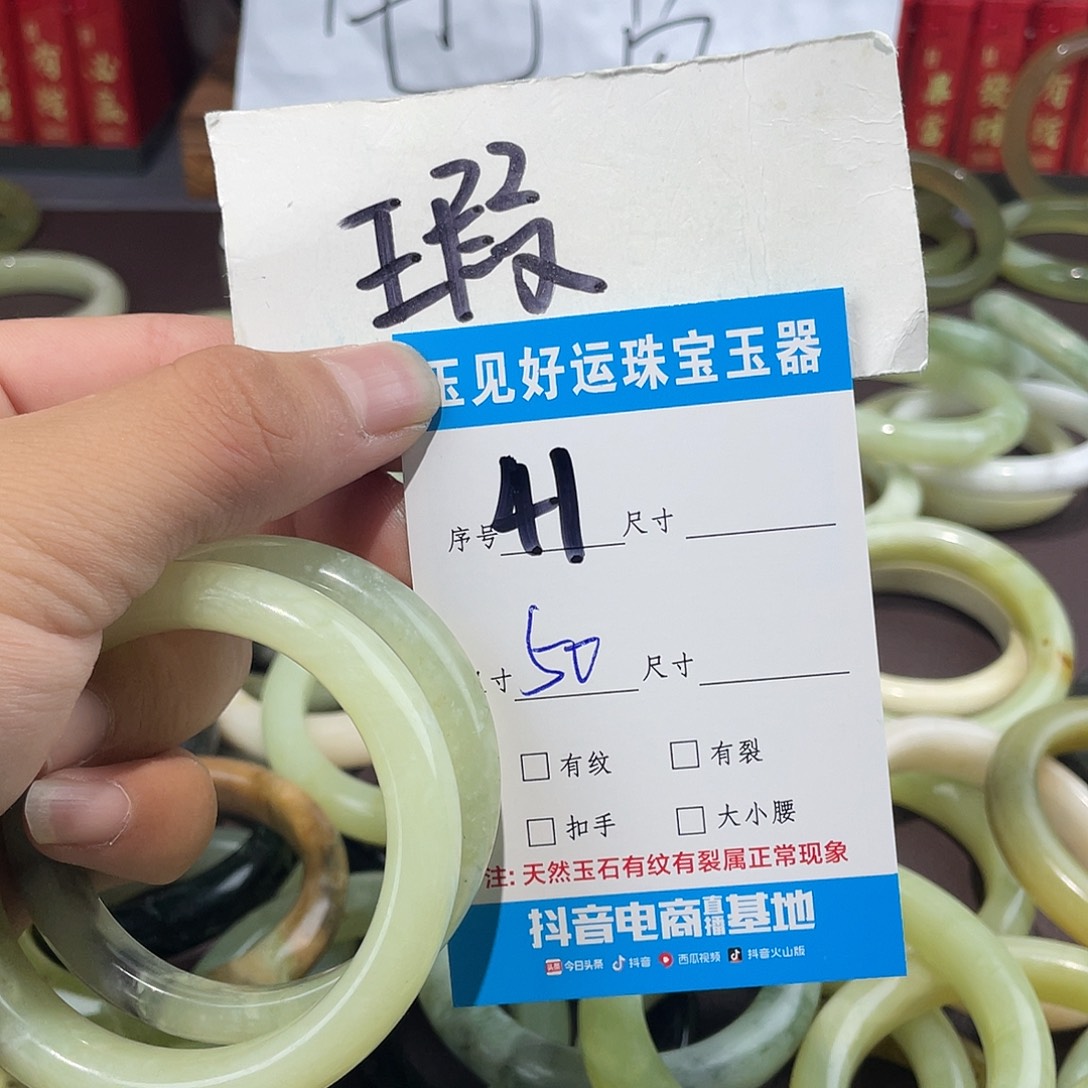 瑕
玉见好运珠宝玉器
序号 41 尺寸
寸 50 尺寸
□ 有纹 □ 有裂
□ 扣手 □ 大小腰
注: 天然玉石有纹有裂属正常现象
抖音电商直播基地
头条 今日头条 抖音 西瓜视频 抖音火山版